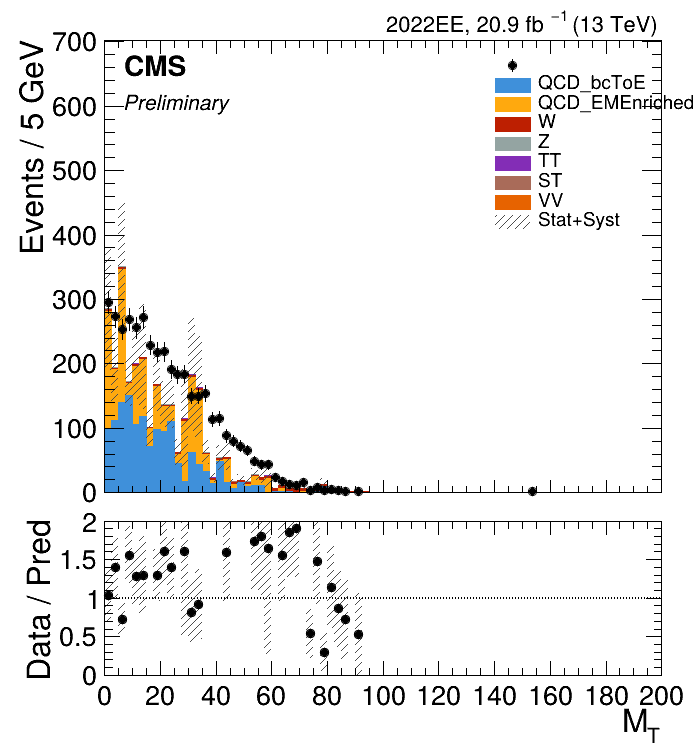 2022EE, 20.9 fb⁻¹ (13 TeV)
CMS
Preliminary
QCD_bcToE
QCD_EMEnriched
W
Z
TT
ST
VV
Stat+Syst
Events / 5 GeV
700
600
500
400
300
200
100
0
Data / Pred
2
1.5
1
0.5
0
0 20 40 60 80 100 120 140 160 180 200
M_T